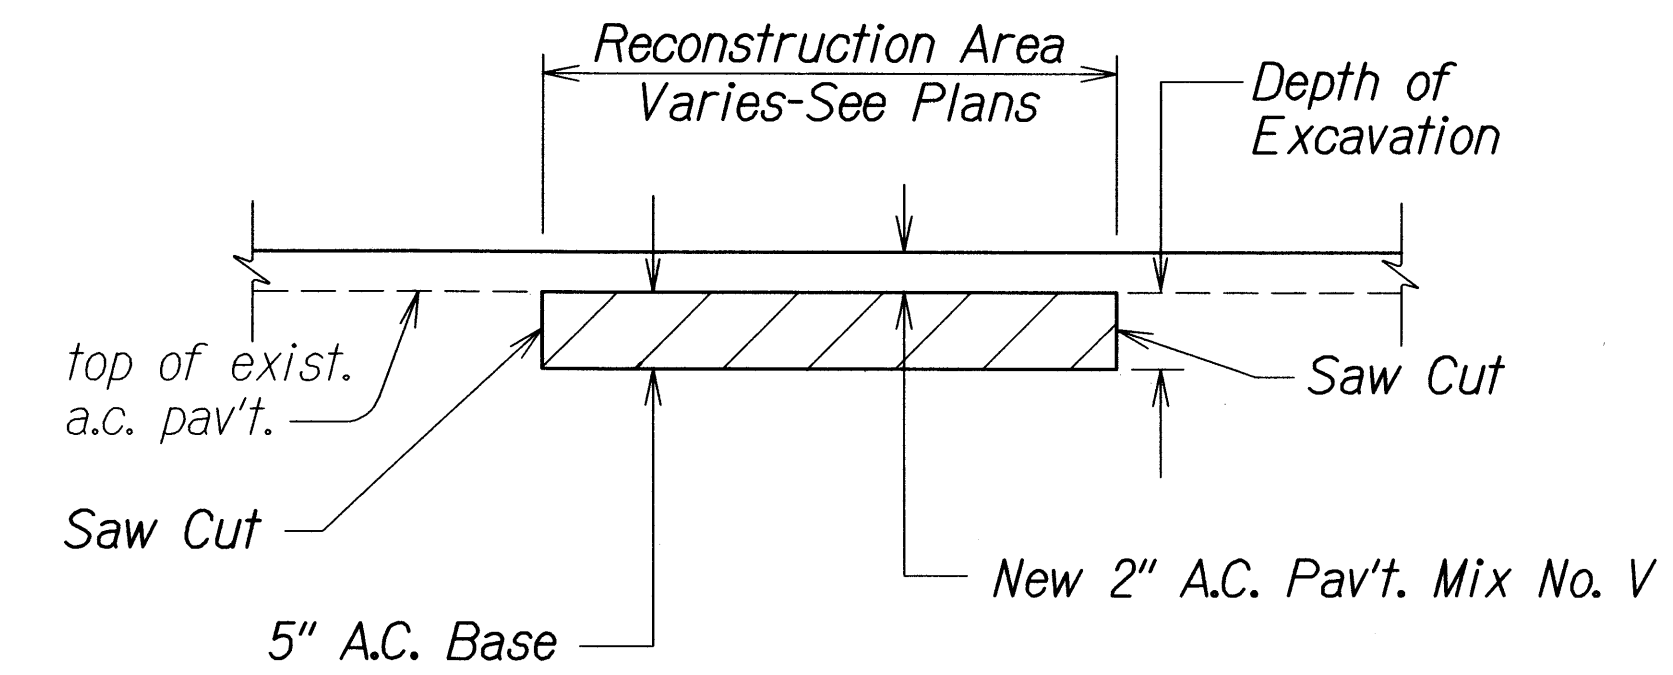 Reconstruction Area
Varies-See Plans
Depth of
Excavation
top of exist.
a.c. pav't.
Saw Cut
Saw Cut
New 2" A.C. Pav't. Mix No. V
5" A.C. Base